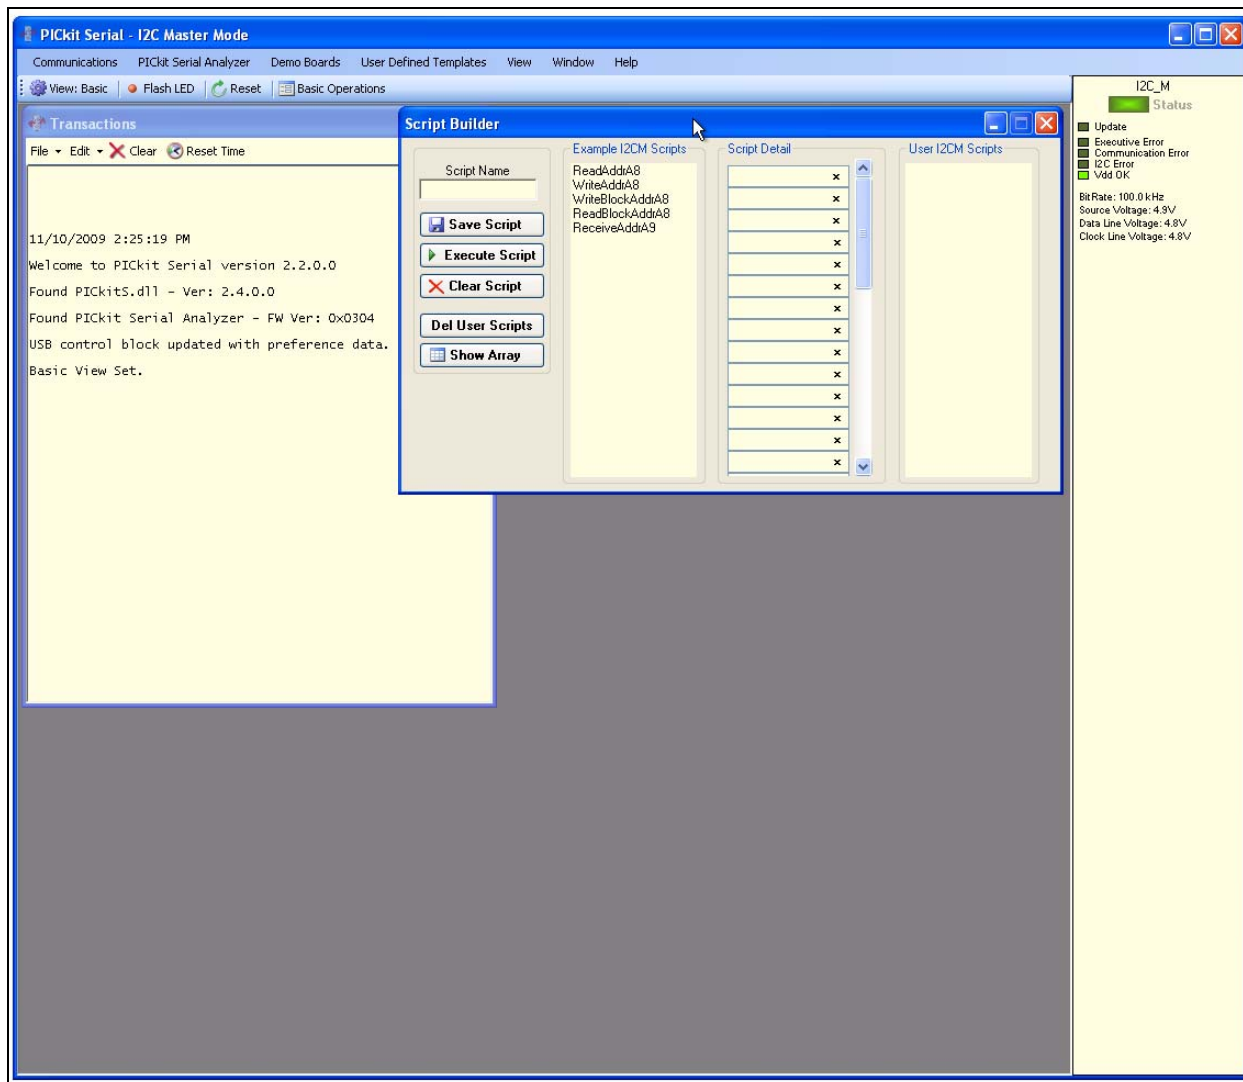 PICkit Serial - I2C Master Mode
Communications PICkit Serial Analyzer Demo Boards User Defined Templates View Window Help
View: Basic Flash LED Reset Basic Operations
Transactions
File Edit Clear Reset Time
11/10/2009 2:25:19 PM
Welcome to PICkit Serial version 2.2.0.0
Found PICkitS.dll - Ver: 2.4.0.0
Found PICkit Serial Analyzer - FW Ver: 0x0304
USB control block updated with preference data.
Basic View Set.
Script Builder
Script Name
Save Script
Execute Script
Clear Script
Del User Scripts
Show Array
Example I2CM Scripts
ReadAddrA8
WriteAddrA8
WriteBlockAddrA8
ReadBlockAddrA8
ReceiveAddrA9
Script Detail
User I2CM Scripts
I2C_M
Status
Update
Executive Error
Communication Error
I2C Error
Vdd OK
BitRate: 100.0 kHz
Source Voltage: 4.9V
Data Line Voltage: 4.8V
Clock Line Voltage: 4.8V